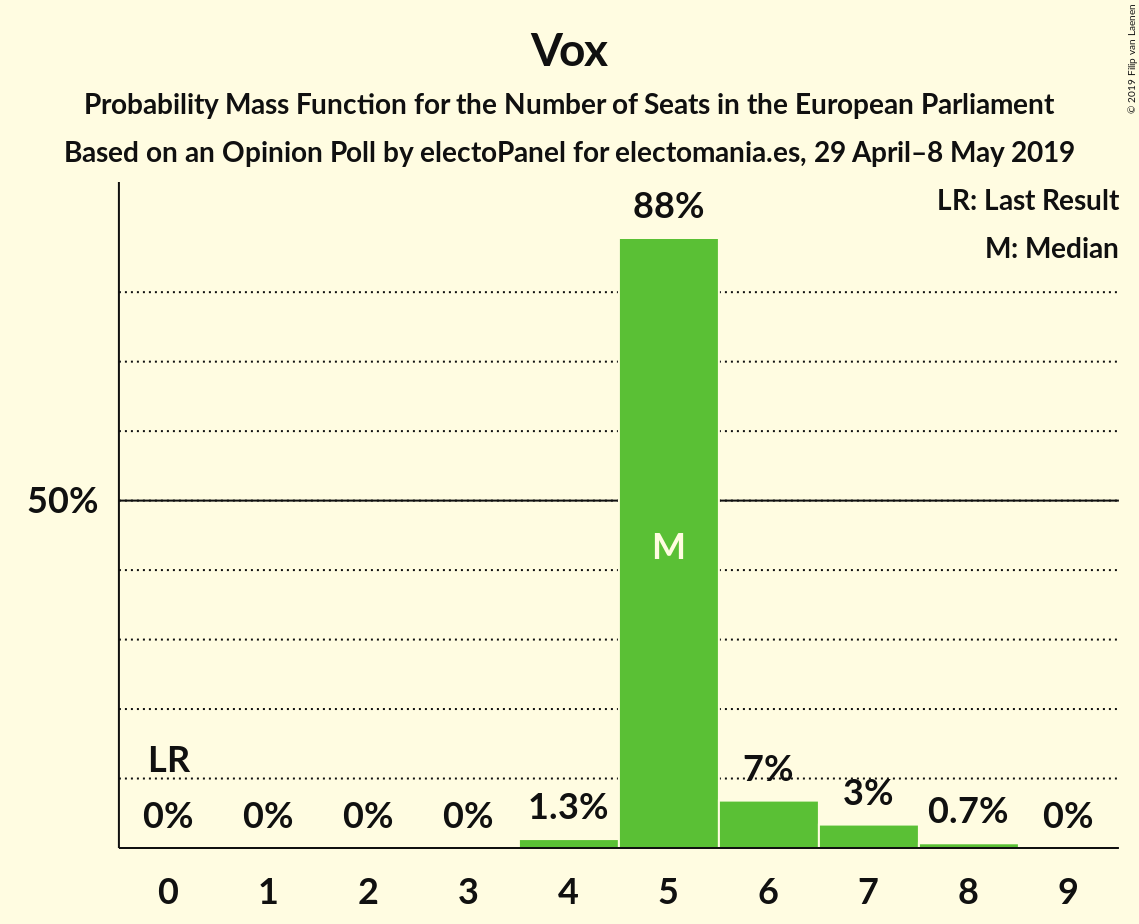 Vox
Probability Mass Function for the Number of Seats in the European Parliament
Based on an Opinion Poll by electoPanel for electomania.es, 29 April–8 May 2019
© 2019 Filip van Laenen
LR: Last Result
M: Median
88%
50%
M
LR
0% 0% 0% 0% 1.3% 7% 3% 0.7% 0%
0 1 2 3 4 5 6 7 8 9